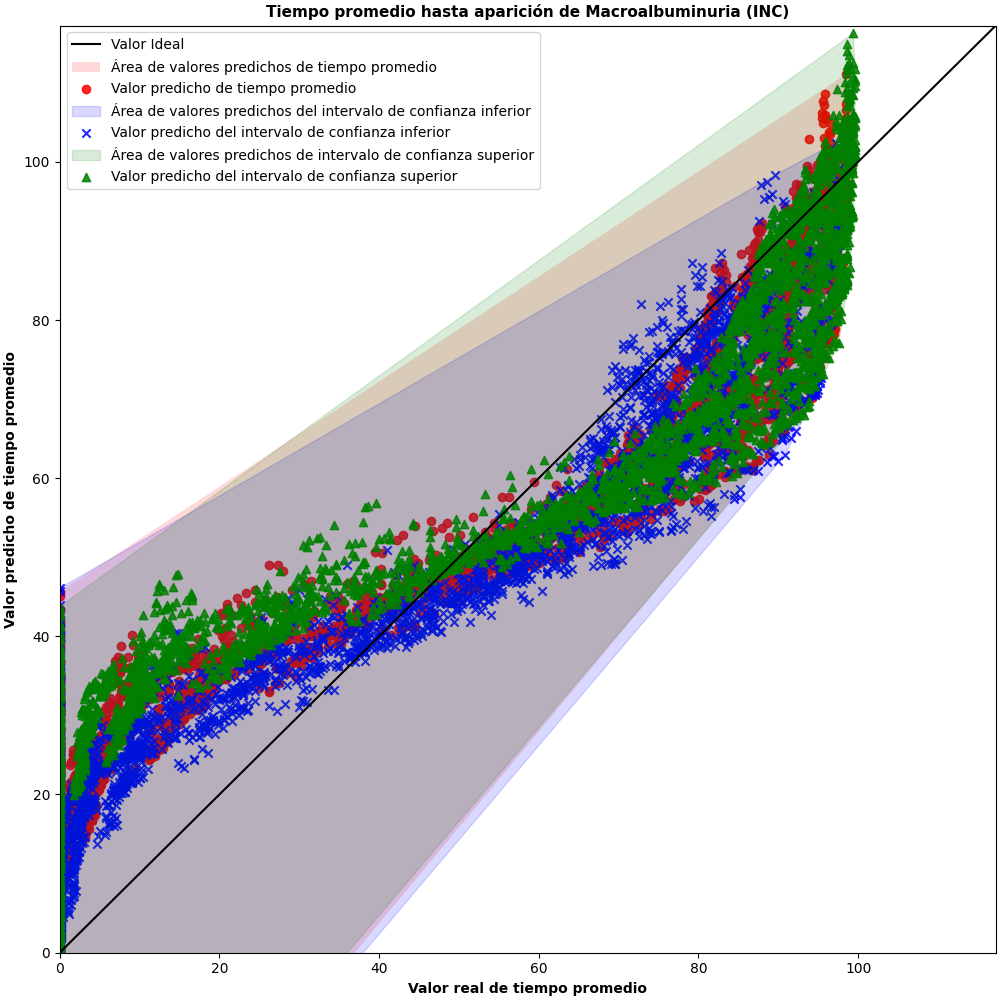 Tiempo promedio hasta aparición de Macroalbuminuria (INC)
Valor Ideal
Área de valores predichos de tiempo promedio
Valor predicho de tiempo promedio
Área de valores predichos del intervalo de confianza inferior
Valor predicho del intervalo de confianza inferior
Área de valores predichos de intervalo de confianza superior
Valor predicho del intervalo de confianza superior
Valor predicho de tiempo promedio
100
80
60
40
20
0
0 20 40 60 80 100
Valor real de tiempo promedio